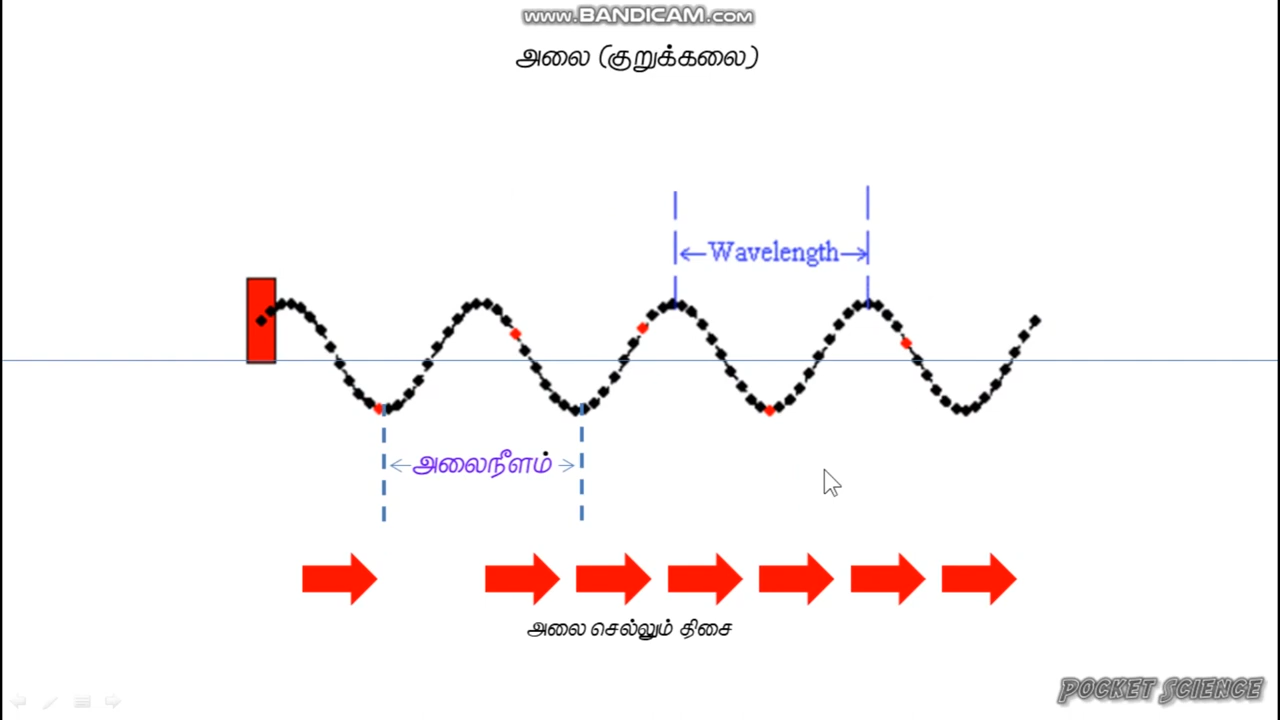 www.BANDICAM.com
அலை (குறுக்கலை)
Wavelength
அலைநீளம்
அலை செல்லும் திசை
POCKET SCIENCE